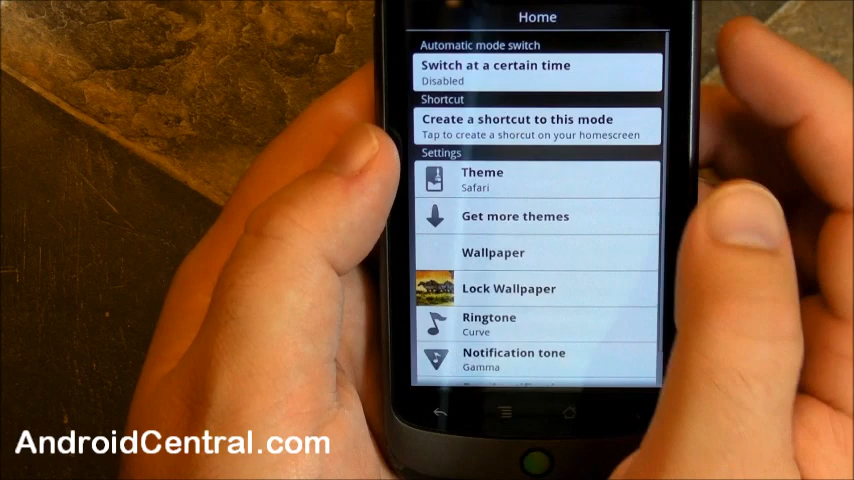 Home
Automatic mode switch
Switch at a certain time
Disabled
Shortcut
Create a shortcut to this mode
Tap to create a shorcut on your homescreen
Settings
Theme
Safari
Get more themes
Wallpaper
Lock Wallpaper
Ringtone
Curve
Notification tone
Gamma
AndroidCentral.com